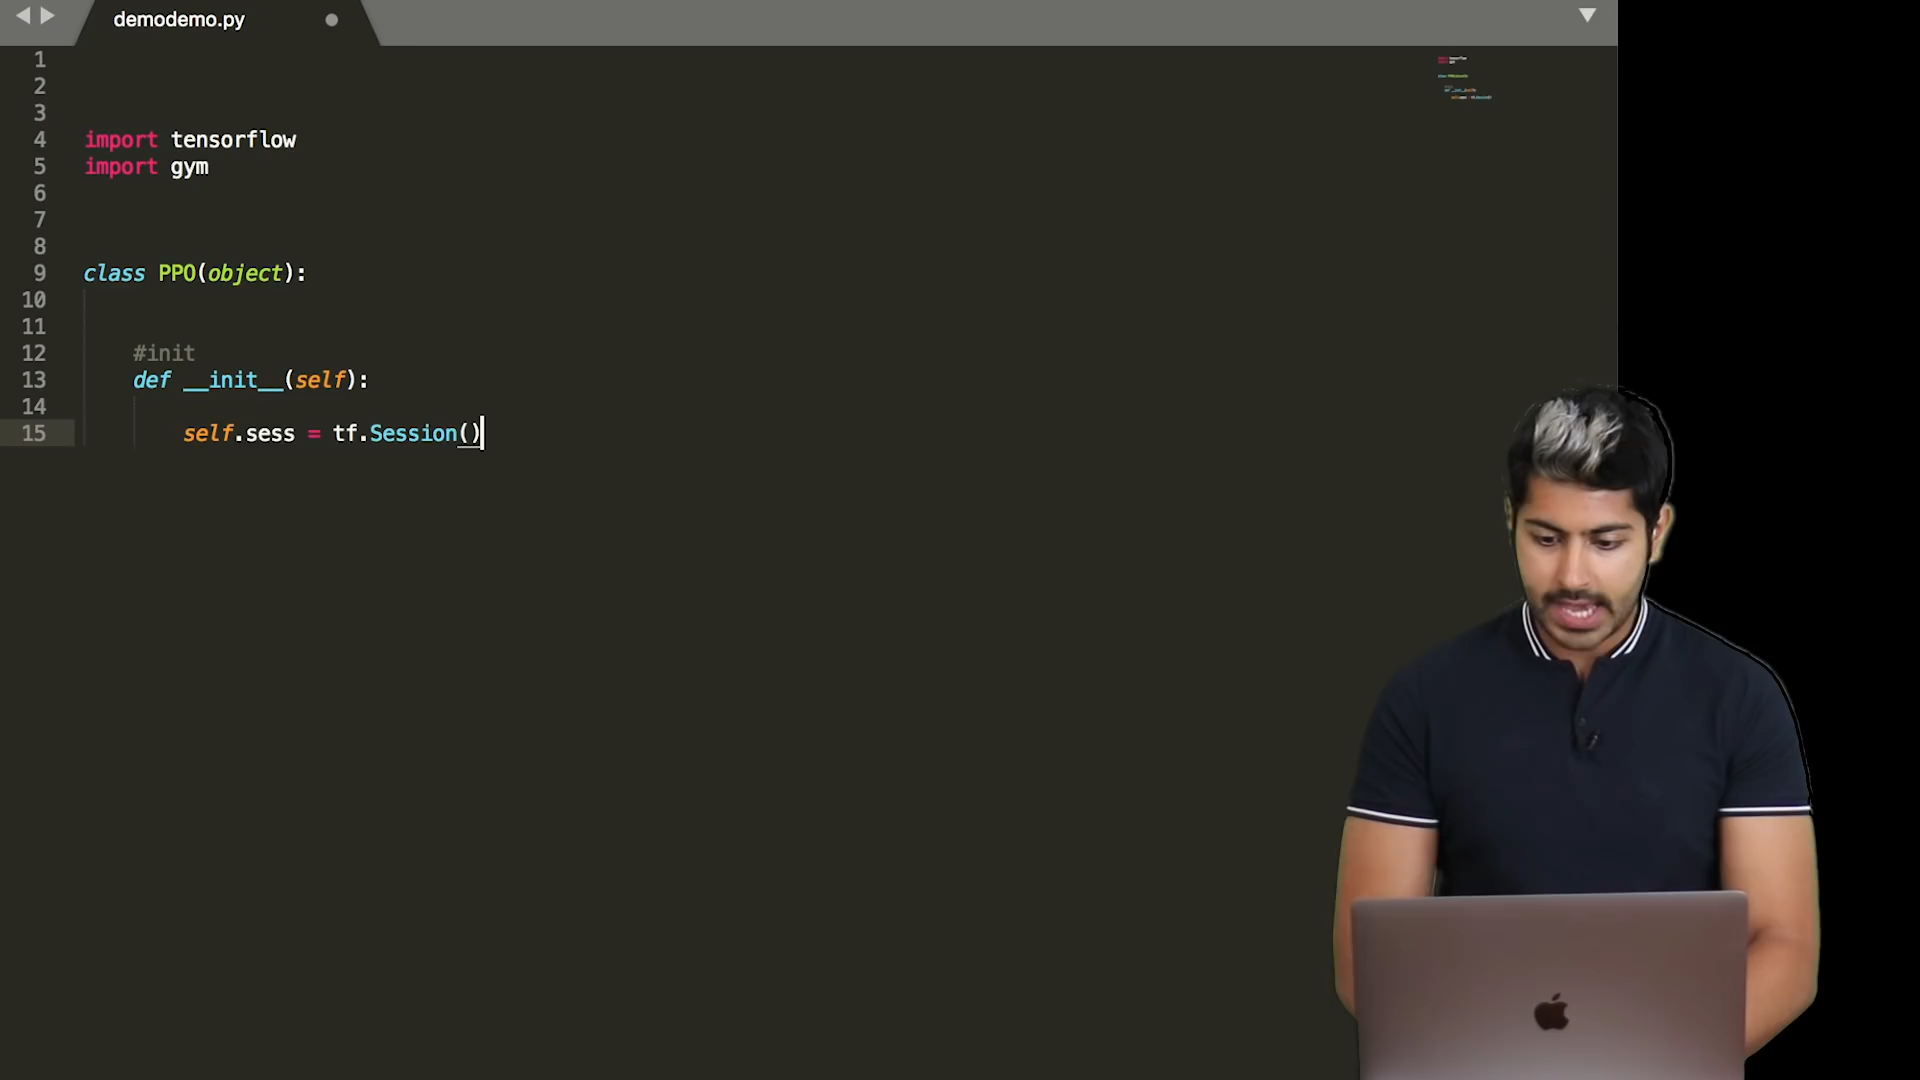 demodemo.py
1
2
3
4 import tensorflow
5 import gym
6
7
8
9 class PPO(object):
10
11
12 #init
13 def __init__(self):
14
15 self.sess = tf.Session()